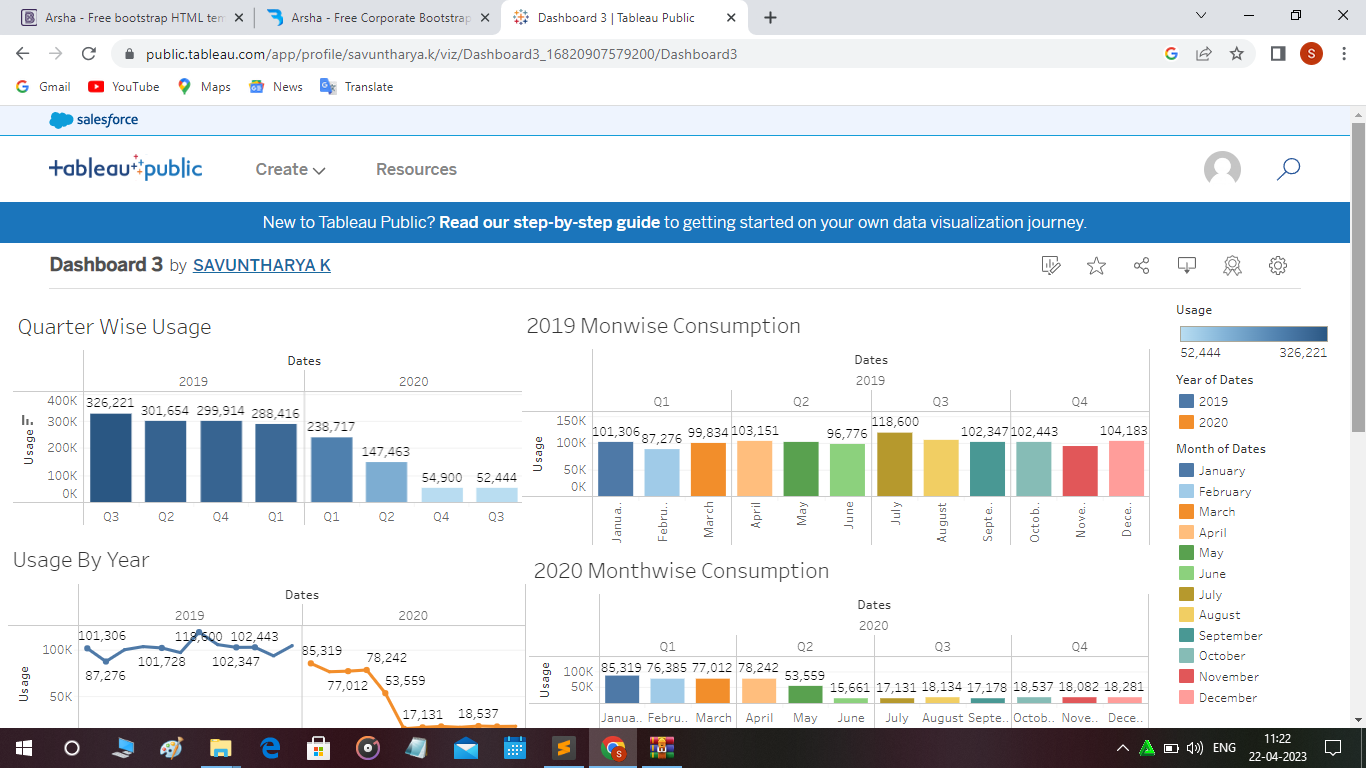 Arsha - Free bootstrap HTML tem
Arsha - Free Corporate Bootstrap
Dashboard 3 | Tableau Public
public.tableau.com/app/profile/savuntharya.k/viz/Dashboard3_16820907579200/Dashboard3
S
Gmail YouTube Maps News Translate
salesforce
tableau public Create Resources
New to Tableau Public? Read our step-by-step guide to getting started on your own data visualization journey.
Dashboard 3 by SAVUNTHARYA K
Quarter Wise Usage
Dates
2019 2020
Usage
400K
300K
200K
100K
0K
326,221 301,654 299,914 288,416 238,717 147,463 54,900 52,444
Q3 Q2 Q4 Q1 Q1 Q2 Q4 Q3
2019 Monwise Consumption
Dates
2019
Q1 Q2 Q3 Q4
Usage
150K
100K
50K
0K
101,306 87,276 99,834 103,151 96,776 118,600 102,347 102,443 104,183
Janua.. Febru.. March April May June July August Septe.. Octob.. Nove.. Dece..
Usage By Year
Dates
2019 2020
Usage
100K
50K
101,306 87,276 101,728 118,600 102,347 102,443
85,319 77,012 78,242 53,559 17,131 18,537
2020 Monthwise Consumption
Dates
2020
Q1 Q2 Q3 Q4
Usage
100K
50K
85,319 76,385 77,012 78,242 53,559 15,661 17,131 18,134 17,178 18,537 18,082 18,281
Janua.. Febru.. March April May June July August Septe.. Octob.. Nove.. Dece..
Usage
52,444 326,221
Year of Dates
2019
2020
Month of Dates
January
February
March
April
May
June
July
August
September
October
November
December
ENG
11:22
22-04-2023